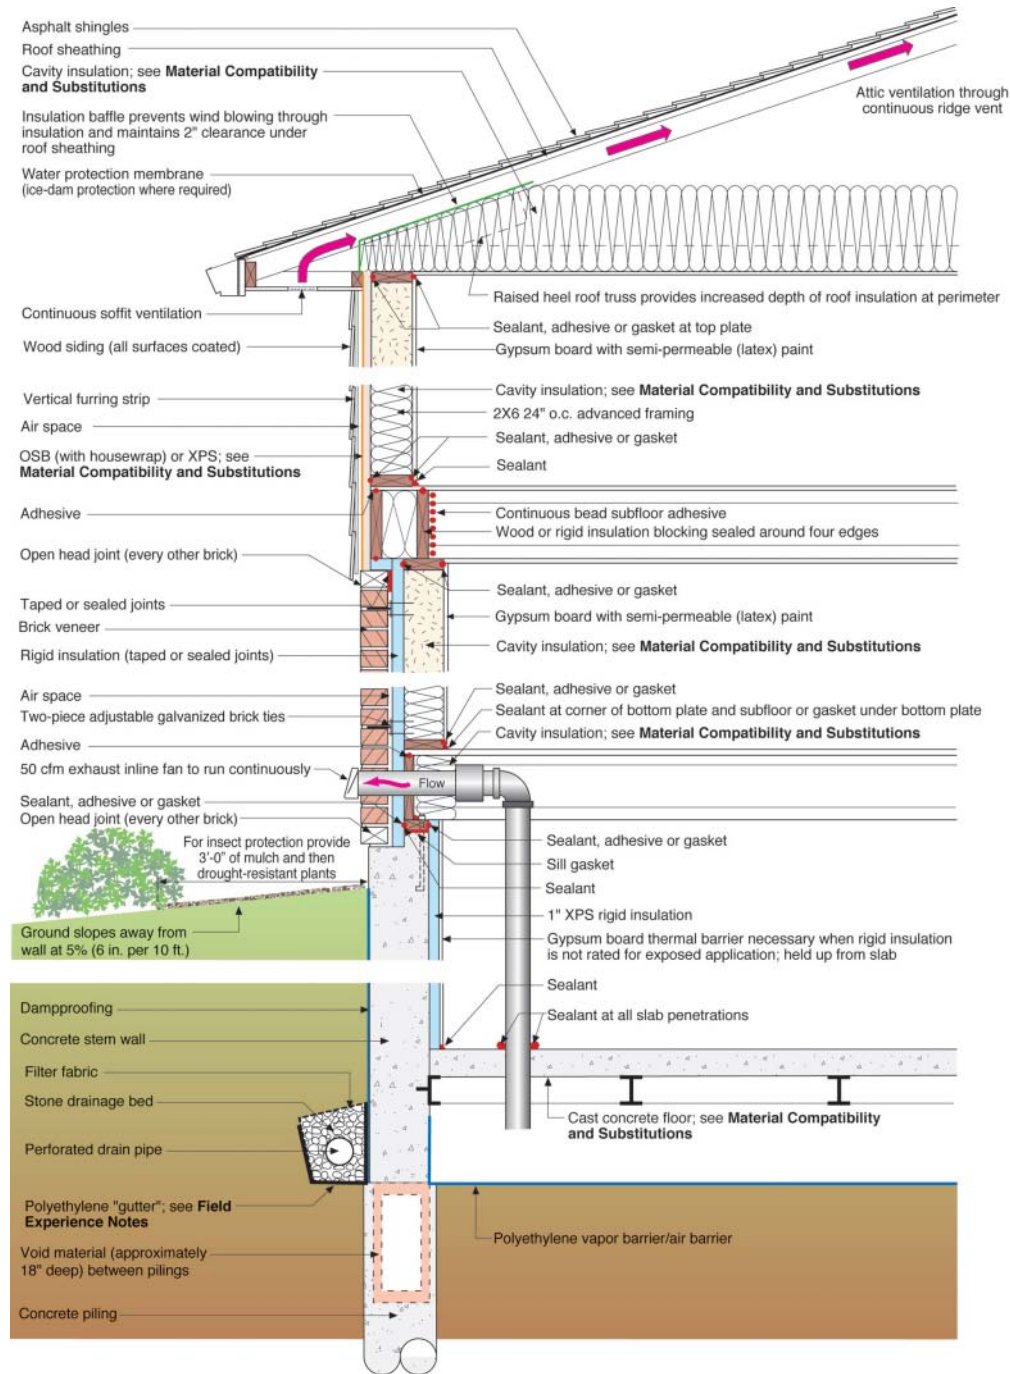 Asphalt shingles
Roof sheathing
Cavity insulation; see Material Compatibility
and Substitutions
Insulation baffle prevents wind blowing through
insulation and maintains 2" clearance under
roof sheathing
Water protection membrane
(ice-dam protection where required)
Attic ventilation through
continuous ridge vent
Continuous soffit ventilation
Wood siding (all surfaces coated)
Raised heel roof truss provides increased depth of roof insulation at perimeter
Sealant, adhesive or gasket at top plate
Gypsum board with semi-permeable (latex) paint
Vertical furring strip
Air space
OSB (with housewrap) or XPS; see
Material Compatibility and Substitutions
Cavity insulation; see Material Compatibility and Substitutions
2X6 24" o.c. advanced framing
Sealant, adhesive or gasket
Sealant
Adhesive
Open head joint (every other brick)
Continuous bead subfloor adhesive
Wood or rigid insulation blocking sealed around four edges
Taped or sealed joints
Brick veneer
Rigid insulation (taped or sealed joints)
Sealant, adhesive or gasket
Gypsum board with semi-permeable (latex) paint
Cavity insulation; see Material Compatibility and Substitutions
Air space
Two-piece adjustable galvanized brick ties
Adhesive
50 cfm exhaust inline fan to run continuously
Sealant, adhesive or gasket
Open head joint (every other brick)
Sealant, adhesive or gasket
Sealant at corner of bottom plate and subfloor or gasket under bottom plate
Cavity insulation; see Material Compatibility and Substitutions
Flow
For insect protection provide
3'-0" of mulch and then
drought-resistant plants
Ground slopes away from
wall at 5% (6 in. per 10 ft.)
Sealant, adhesive or gasket
Sill gasket
Sealant
1" XPS rigid insulation
Gypsum board thermal barrier necessary when rigid insulation
is not rated for exposed application; held up from slab
Dampproofing
Concrete stem wall
Filter fabric
Stone drainage bed
Perforated drain pipe
Polyethylene "gutter"; see Field
Experience Notes
Void material (approximately
18" deep) between pilings
Concrete piling
Sealant
Sealant at all slab penetrations
Cast concrete floor; see Material Compatibility
and Substitutions
Polyethylene vapor barrier/air barrier